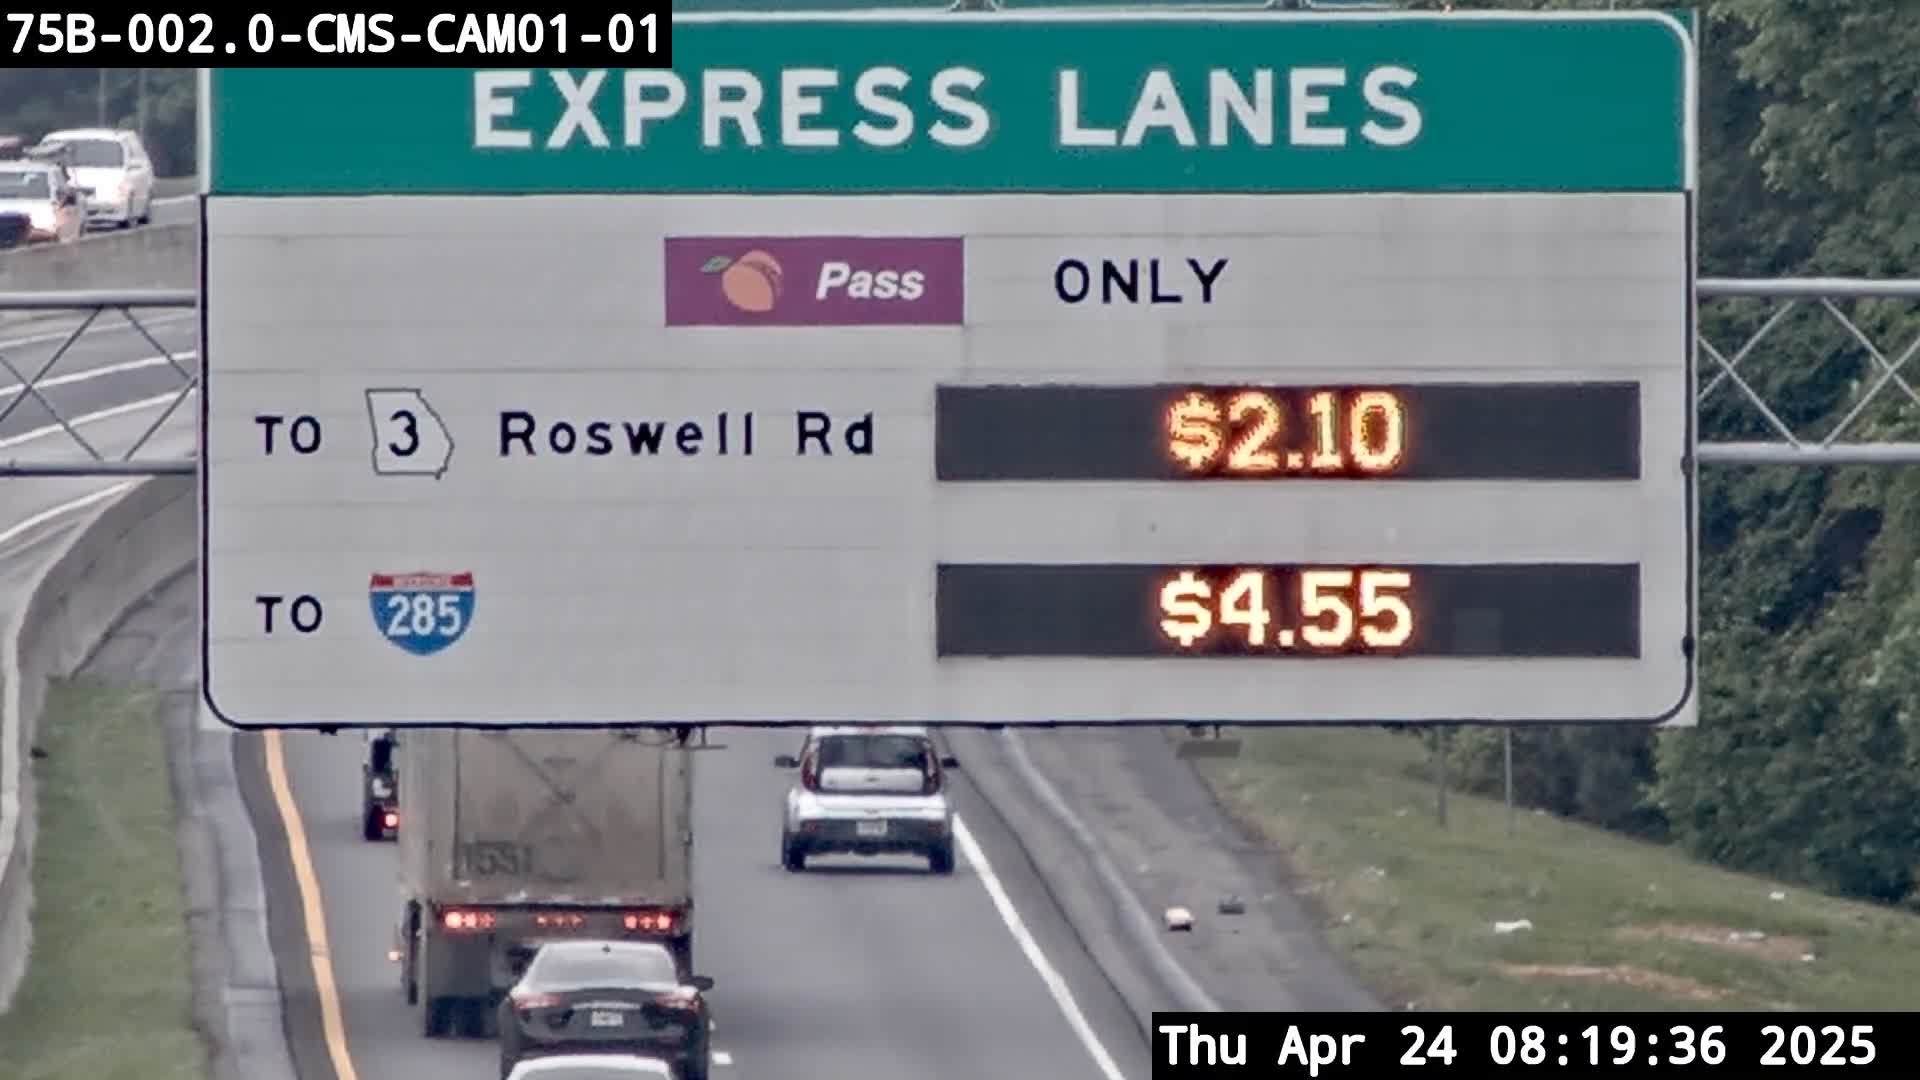 75B-002.0-CMS-CAM01-01
EXPRESS LANES
Pass ONLY
TO 3 Roswell Rd $2.10
TO 285 $4.55
1551
Thu Apr 24 08:19:36 2025